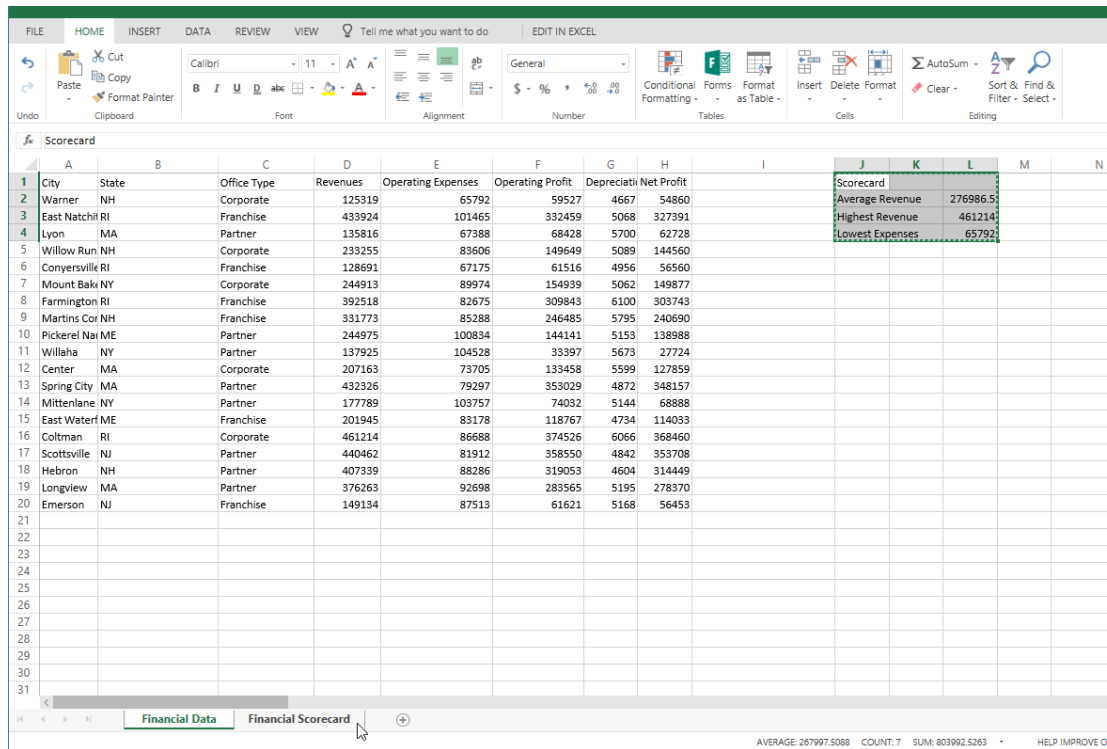 FILE HOME INSERT DATA REVIEW VIEW Tell me what you want to do EDIT IN EXCEL
Cut
Copy
Format Painter
Paste
Calibri 11 A A
B I U D abc A
ab
General
$ % , .00 .0
Conditional Formatting Forms Format as Table
Insert Delete Format
AutoSum
Clear
Sort & Filter Find & Select
Undo Clipboard Font Alignment Number Tables Cells Editing
fx Scorecard
A B C D E F G H I J K L M N
1 City State Office Type Revenues Operating Expenses Operating Profit Depreciati Net Profit Scorecard
2 Warner NH Corporate 125319 65792 59527 4667 54860 Average Revenue 276986.5
3 East Natchit RI Franchise 433924 101465 332459 5068 327391 Highest Revenue 461214
4 Lyon MA Partner 135816 67388 68428 5700 62728 Lowest Expenses 65792
5 Willow Run NH Corporate 233255 83606 149649 5089 144560
6 Conyersville RI Franchise 128691 67175 61516 4956 56560
7 Mount Bake NY Corporate 244913 89974 154939 5062 149877
8 Farmington RI Franchise 392518 82675 309843 6100 303743
9 Martins Cor NH Franchise 331773 85288 246485 5795 240690
10 Pickerel Nar ME Partner 244975 100834 144141 5153 138988
11 Willaha NY Partner 137925 104528 33397 5673 27724
12 Center MA Corporate 207163 73705 133458 5599 127859
13 Spring City MA Partner 432326 79297 353029 4872 348157
14 Mittenlane NY Partner 177789 103757 74032 5144 68888
15 East Waterf ME Franchise 201945 83178 118767 4734 114033
16 Coltman RI Corporate 461214 86688 374526 6066 368460
17 Scottsville NJ Partner 440462 81912 358550 4842 353708
18 Hebron NH Partner 407339 88286 319053 4604 314449
19 Longview MA Partner 376263 92698 283565 5195 278370
20 Emerson NJ Franchise 149134 87513 61621 5168 56453
21
22
23
24
25
26
27
28
29
30
31
Financial Data Financial Scorecard
AVERAGE: 267997.5088 COUNT: 7 SUM: 803992.5263 HELP IMPROVE O